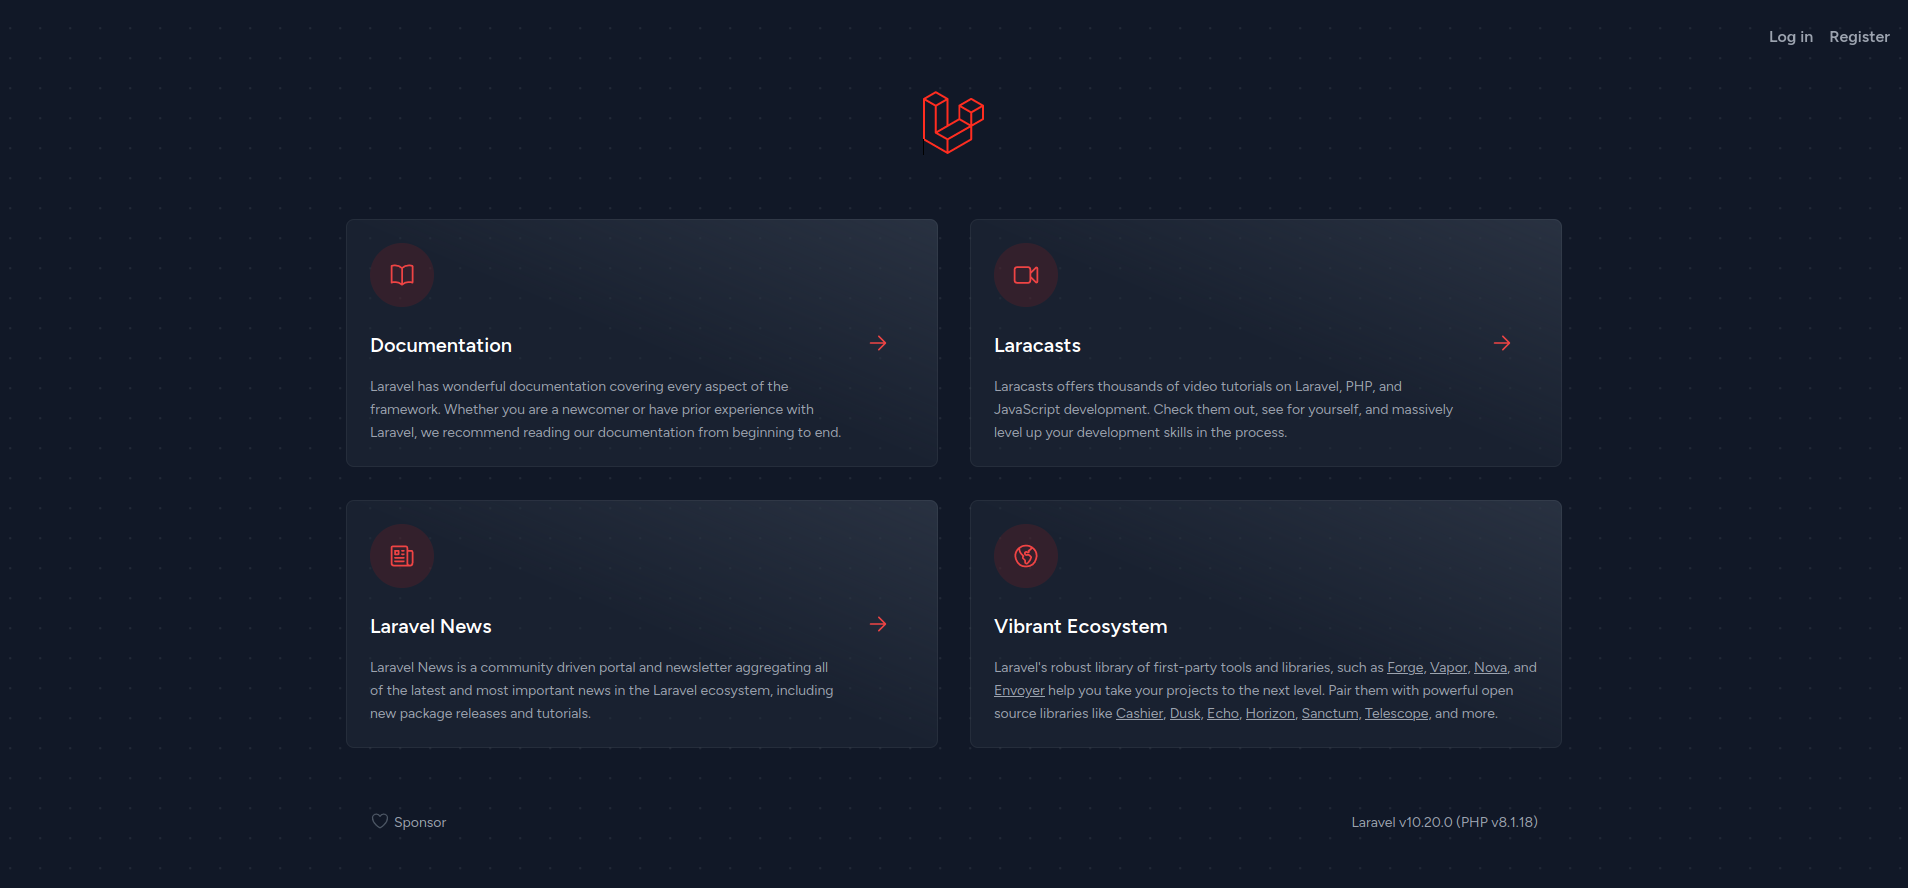 Log in Register
Documentation
Laravel has wonderful documentation covering every aspect of the
framework. Whether you are a newcomer or have prior experience with
Laravel, we recommend reading our documentation from beginning to end.
Laracasts
Laracasts offers thousands of video tutorials on Laravel, PHP, and
JavaScript development. Check them out, see for yourself, and massively
level up your development skills in the process.
Laravel News
Laravel News is a community driven portal and newsletter aggregating all
of the latest and most important news in the Laravel ecosystem, including
new package releases and tutorials.
Vibrant Ecosystem
Laravel's robust library of first-party tools and libraries, such as Forge, Vapor, Nova, and
Envoyer help you take your projects to the next level. Pair them with powerful open
source libraries like Cashier, Dusk, Echo, Horizon, Sanctum, Telescope, and more.
Sponsor
Laravel v10.20.0 (PHP v8.1.18)